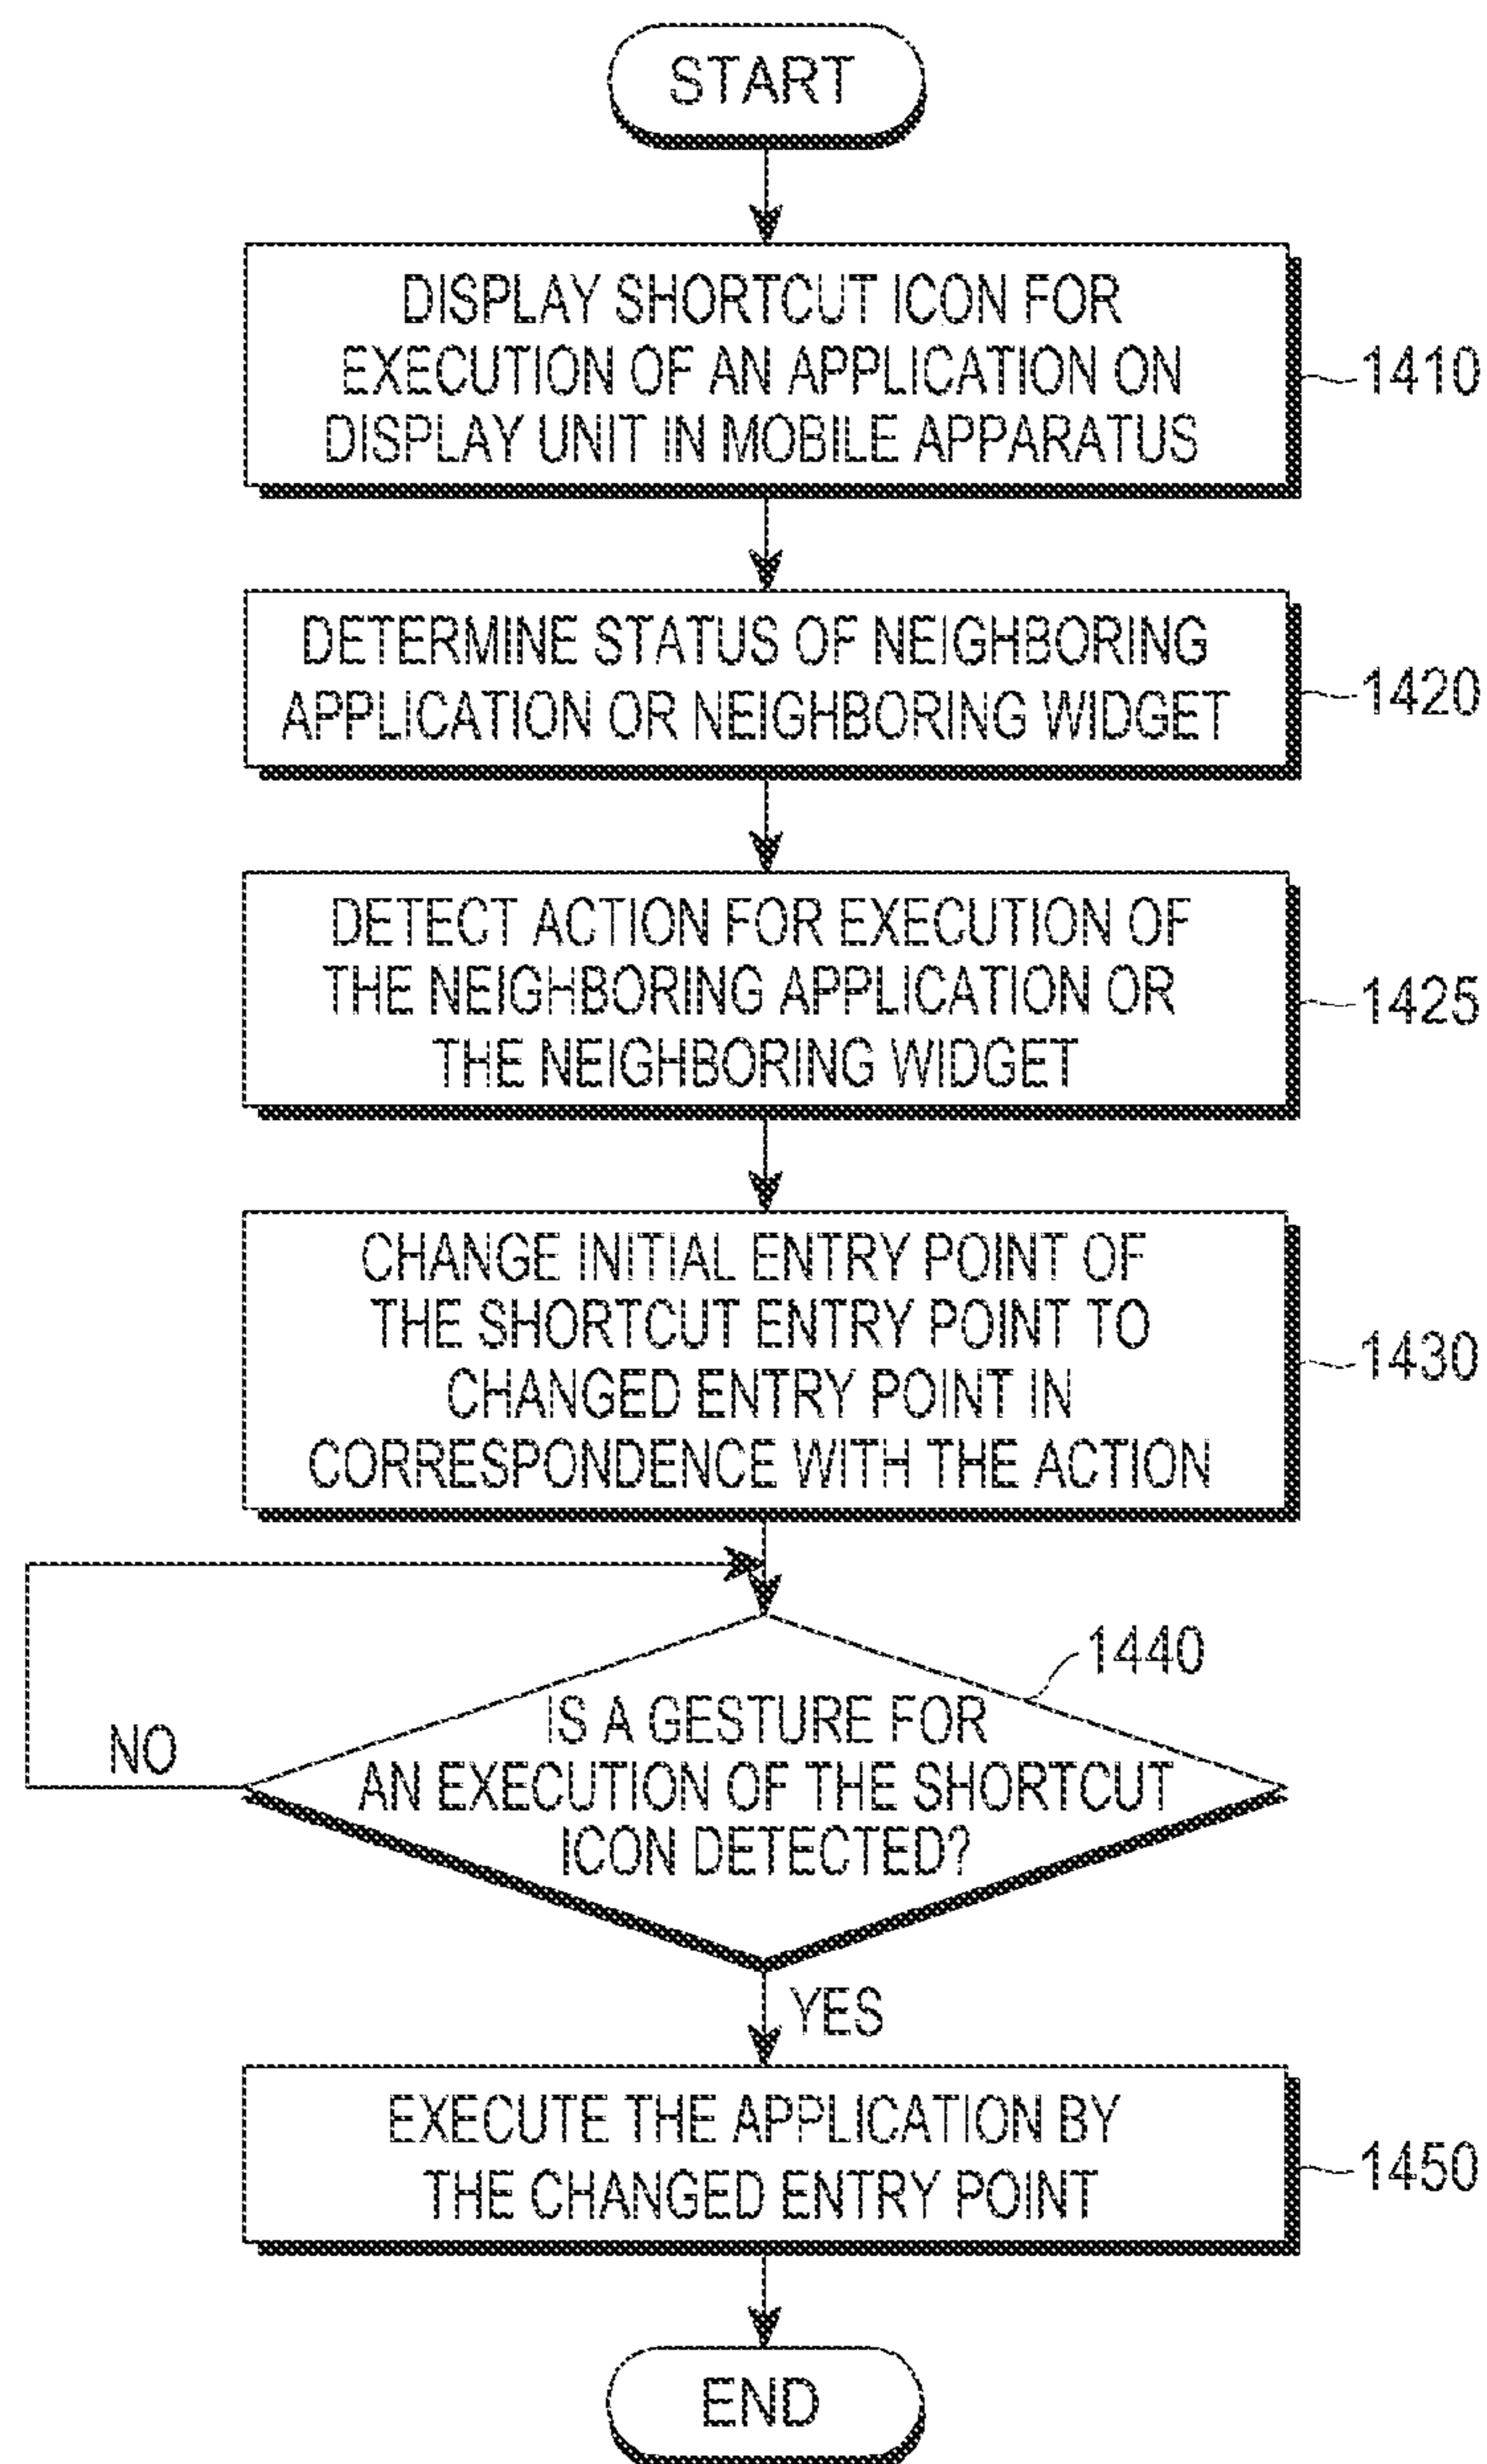 START
DISPLAY SHORTCUT ICON FOR
EXECUTION OF AN APPLICATION ON
DISPLAY UNIT IN MOBILE APPARATUS
1410
DETERMINE STATUS OF NEIGHBORING
APPLICATION OR NEIGHBORING WIDGET
1420
DETECT ACTION FOR EXECUTION OF
THE NEIGHBORING APPLICATION OR
THE NEIGHBORING WIDGET
1425
CHANGE INITIAL ENTRY POINT OF
THE SHORTCUT ENTRY POINT TO
CHANGED ENTRY POINT IN
CORRESPONDENCE WITH THE ACTION
1430
1440
IS A GESTURE FOR
AN EXECUTION OF THE SHORTCUT
ICON DETECTED?
NO
YES
EXECUTE THE APPLICATION BY
THE CHANGED ENTRY POINT
1450
END